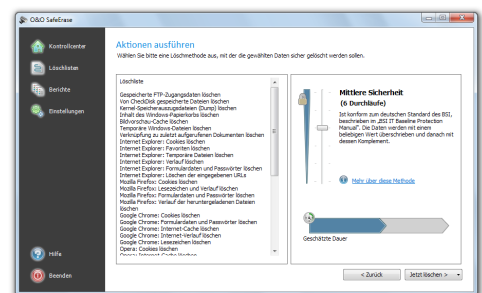 O&O SafeErase
Kontrollcenter
Löschlisten
Berichte
Einstellungen
Hilfe
Beenden
Aktionen ausführen
Wählen Sie bitte eine Löschmethode aus, mit der die gewählten Daten sicher gelöscht werden sollen.
Löschliste
Gespeicherte FTP-Zugangsdaten löschen
Von CheckDisk gespeicherte Dateien löschen
Kernel-Speicherauszüge (Dump) löschen
Inhalt des Windows-Papierkorbs löschen
Bildvorschau-Cache löschen
Temporäre Windows-Dateien löschen
Verknüpfung zu zuletzt aufgerufenen Dokumenten löschen
Internet Explorer: Cookies löschen
Internet Explorer: Favoriten löschen
Internet Explorer: Temporäre Dateien löschen
Internet Explorer: Verlauf löschen
Internet Explorer: Formulardaten und Passwörter löschen
Internet Explorer: Löschen der eingegebenen URLs
Mozilla Firefox: Cookies löschen
Mozilla Firefox: Lesezeichen und Verlauf löschen
Mozilla Firefox: Formulardaten und Passwörter löschen
Mozilla Firefox: Verlauf der heruntergeladenen Dateien
löschen
Google Chrome: Cookies löschen
Google Chrome: Formulardaten und Passwörter löschen
Google Chrome: Internet-Cache löschen
Google Chrome: Internet-Verlauf löschen
Google Chrome: Lesezeichen löschen
Opera: Cookies löschen
Opera: Internet-Cache löschen
Mittlere Sicherheit
(6 Durchläufe)
Ist konform zum deutschen Standard des BSI,
beschrieben im „BSI IT Baseline Protection
Manual". Die Daten werden mit einem
beliebigen Wert überschrieben und danach mit
dessen Komplement.
Mehr über diese Methode
Geschätzte Dauer
< Zurück
Jetzt löschen >